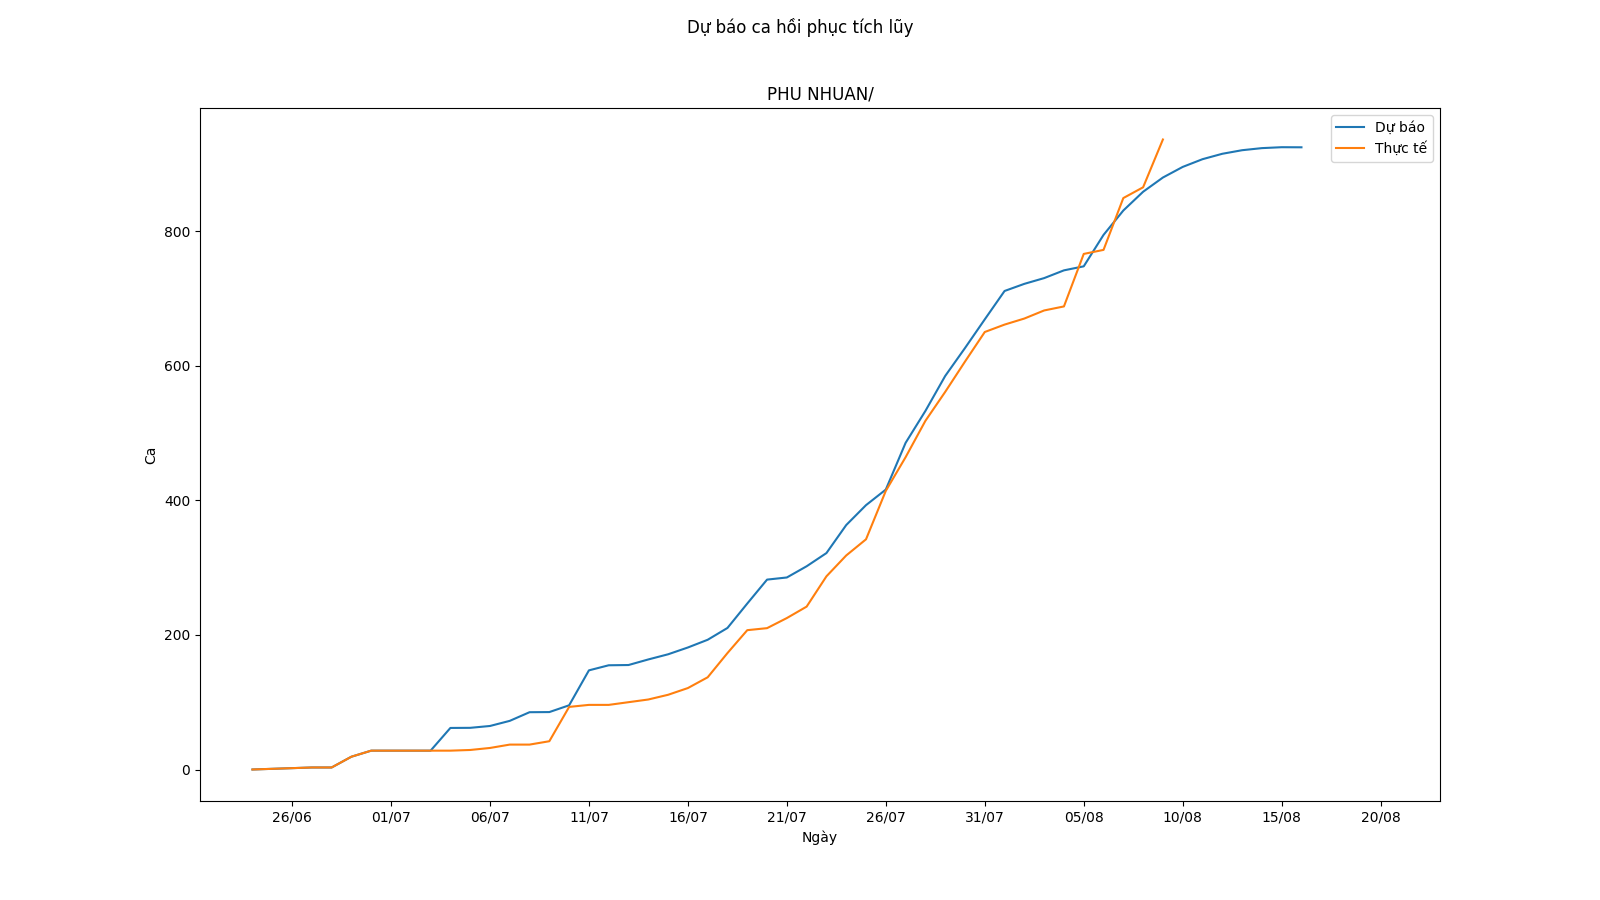 Dự báo ca hồi phục tích lũy
PHU NHUAN/
Dự báo
Thực tế
Ca
800
600
400
200
0
26/06 01/07 06/07 11/07 16/07 21/07 26/07 31/07 05/08 10/08 15/08 20/08
Ngày